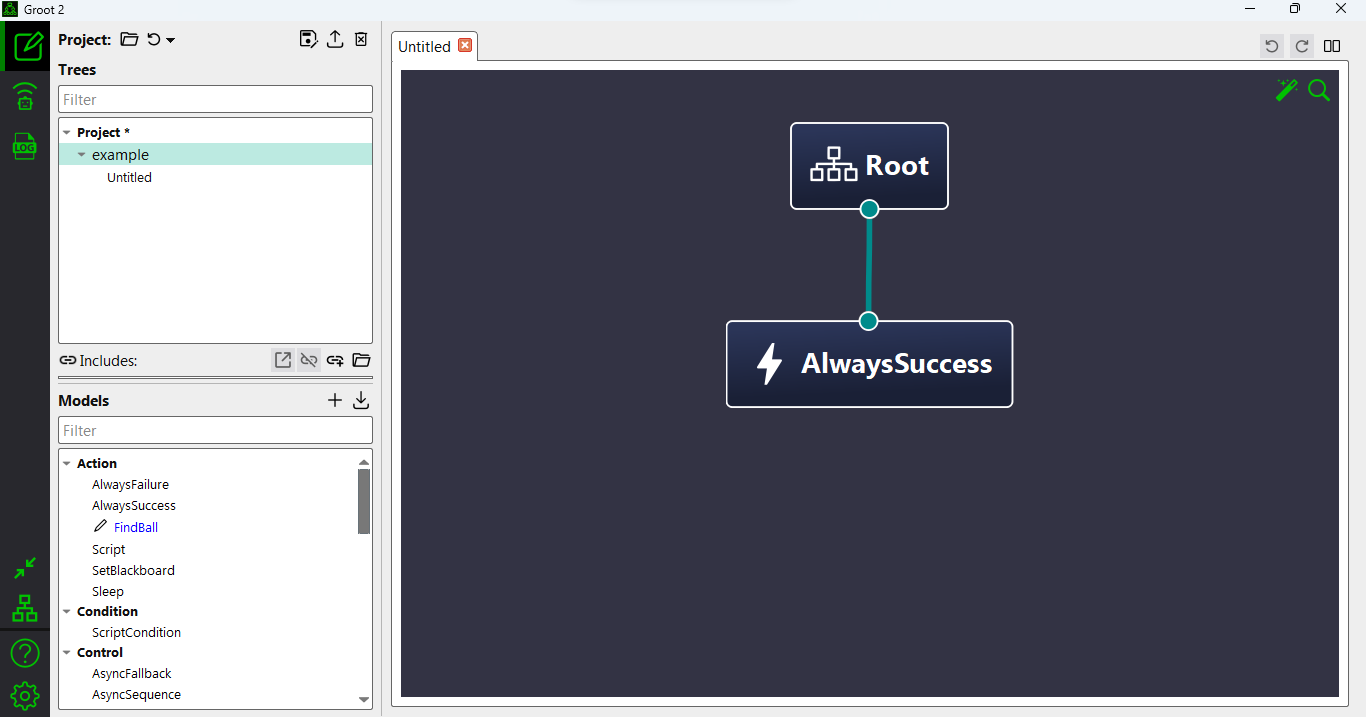 Groot 2
Project:
Trees
Filter
Project *
example
Untitled
Includes:
Models
Filter
Action
AlwaysFailure
AlwaysSuccess
FindBall
Script
SetBlackboard
Sleep
Condition
ScriptCondition
Control
AsyncFallback
AsyncSequence
LOG
Untitled
Root
AlwaysSuccess